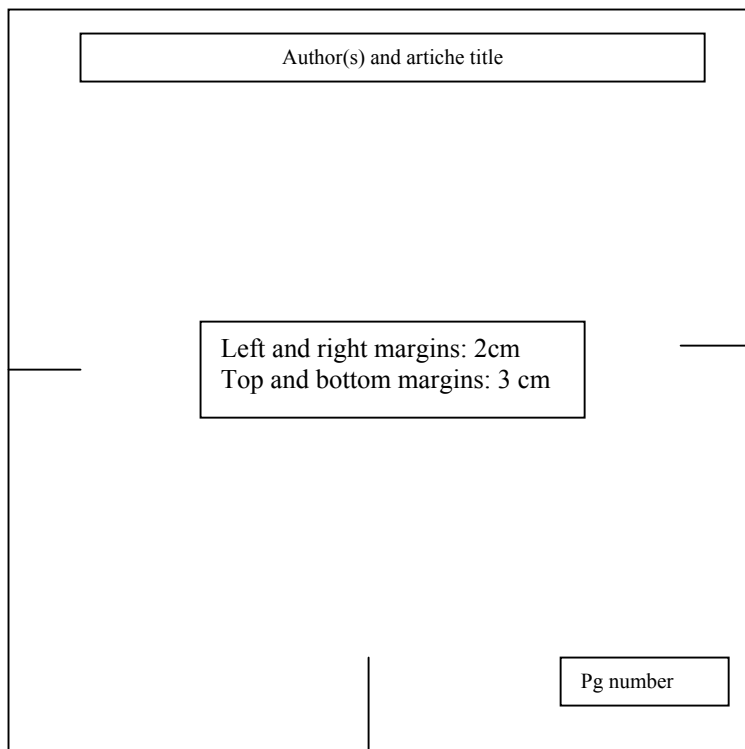 Author(s) and artiche title
Left and right margins: 2cm
Top and bottom margins: 3 cm
Pg number